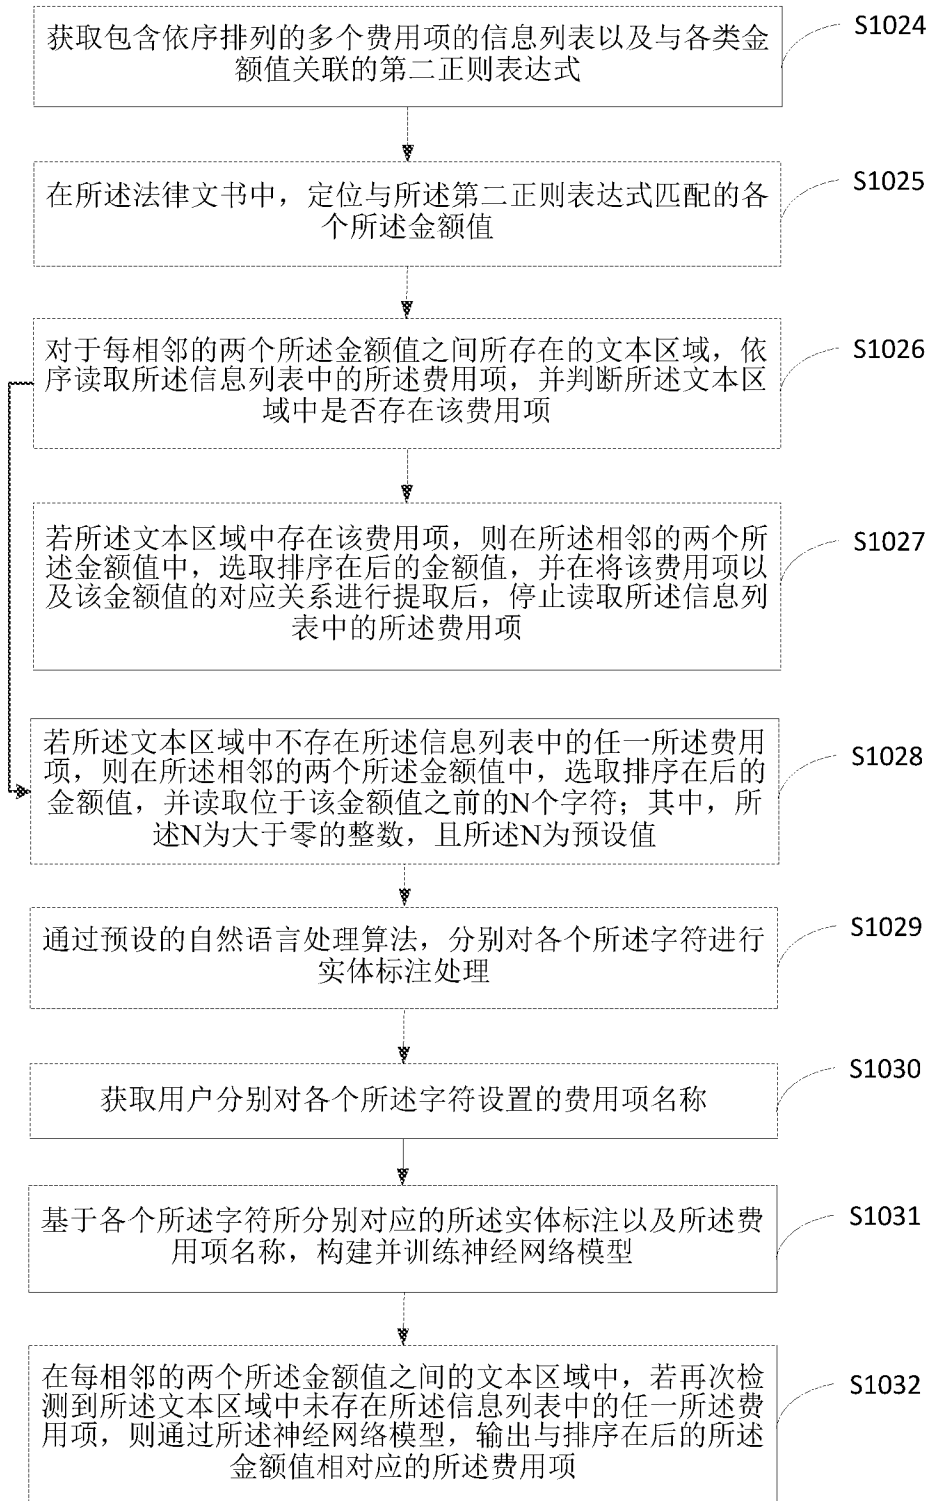 获取包含依序排列的多个费用项的信息列表以及与各类金
额值关联的第二正则表达式
S1024
在所述法律文书中，定位与所述第二正则表达式匹配的各
个所述金额值
S1025
对于每相邻的两个所述金额值之间所存在的文本区域，依
序读取所述信息列表中的所述费用项，并判断所述文本区
域中是否存在该费用项
S1026
若所述文本区域中存在该费用项，则在所述相邻的两个所
述金额值中，选取排序在后的金额值，并在将该费用项以
及该金额值的对应关系进行提取后，停止读取所述信息列
表中的所述费用项
S1027
若所述文本区域中不存在所述信息列表中的任一所述费用
项，则在所述相邻的两个所述金额值中，选取排序在后的
金额值，并读取位于该金额值之前的N个字符；其中，所
述N为大于零的整数，且所述N为预设值
S1028
通过预设的自然语言处理算法，分别对各个所述字符进行
实体标注处理
S1029
获取用户分别对各个所述字符设置的费用项名称
S1030
基于各个所述字符所分别对应的所述实体标注以及所述费
用项名称，构建并训练神经网络模型
S1031
在每相邻的两个所述金额值之间的文本区域中，若再次检
测到所述文本区域中未存在所述信息列表中的任一所述费
用项，则通过所述神经网络模型，输出与排序在后的所述
金额值相对应的所述费用项
S1032